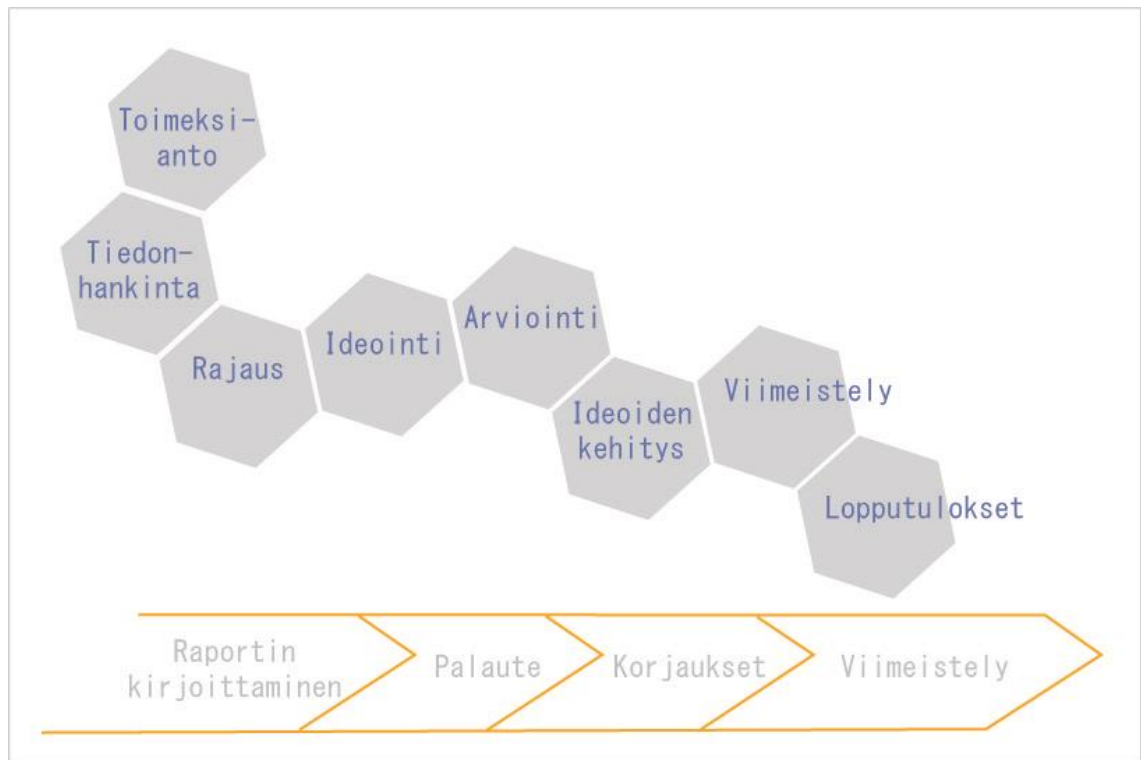 Toimeksi-
anto
Tiedon-
hankinta
Rajaus
Ideointi
Arviointi
Ideoiden
kehitys
Viimeistely
Lopputulokset
Raportin
kirjoittaminen
Palaute
Korjaukset
Viimeistely